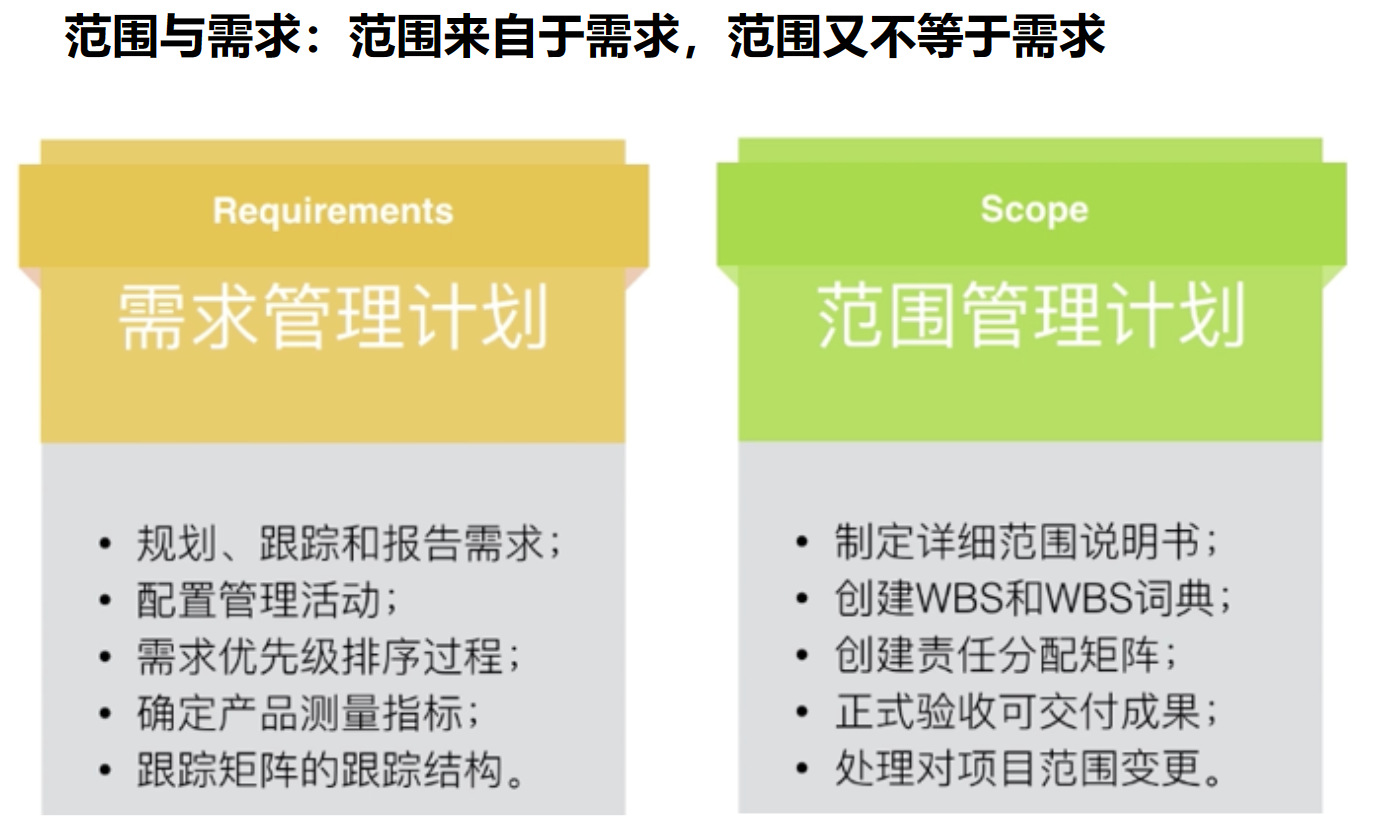 范围与需求：范围来自于需求，范围又不等于需求
Requirements
需求管理计划
• 规划、跟踪和报告需求；
• 配置管理活动；
• 需求优先级排序过程；
• 确定产品测量指标；
• 跟踪矩阵的跟踪结构。
Scope
范围管理计划
• 制定详细范围说明书；
• 创建WBS和WBS词典；
• 创建责任分配矩阵；
• 正式验收可交付成果；
• 处理对项目范围变更。